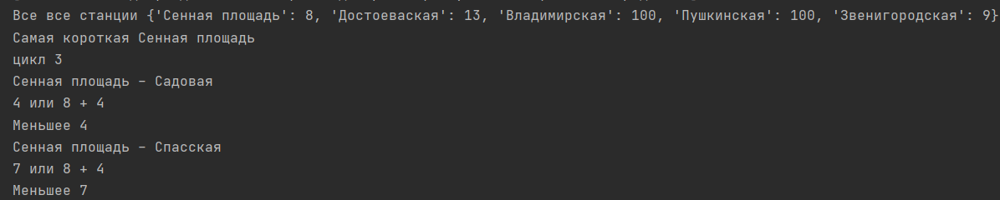 Все все станции {'Сенная площадь': 8, 'Достоеваская': 13, 'Владимирская': 100, 'Пушкинская': 100, 'Звенигородская': 9}
Самая короткая Сенная площадь
цикл 3
Сенная площадь – Садовая
4 или 8 + 4
Меньшее 4
Сенная площадь – Спасская
7 или 8 + 4
Меньшее 7